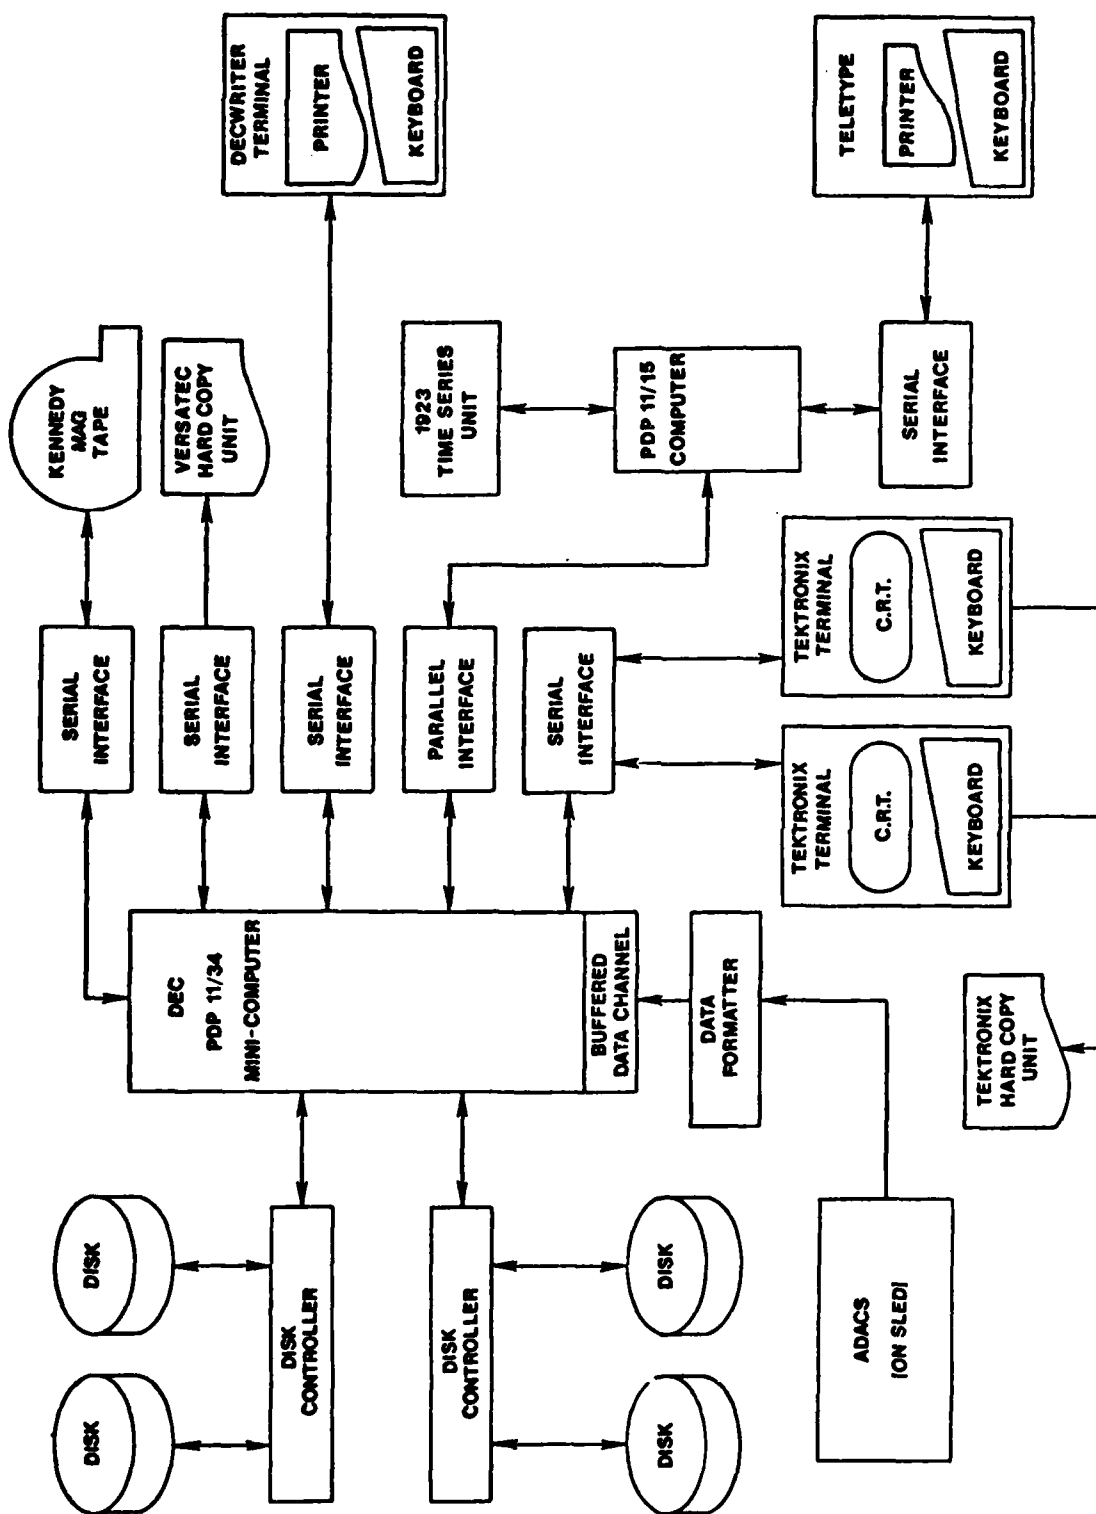 KENNEDY
MAG
TAPE
VERSATEC
HARD COPY
UNIT
DECWRITER
TERMINAL
PRINTER
KEYBOARD
TELETYPE
PRINTER
KEYBOARD
1923
TIME SERIES
UNIT
PDP 11/15
COMPUTER
SERIAL
INTERFACE
SERIAL
INTERFACE
SERIAL
INTERFACE
SERIAL
INTERFACE
PARALLEL
INTERFACE
SERIAL
INTERFACE
TEKTRONIX
TERMINAL
C.R.T.
KEYBOARD
TEKTRONIX
TERMINAL
C.R.T.
KEYBOARD
DEC
PDP 11/34
MINI-COMPUTER
BUFFERED
DATA CHANNEL
DATA
FORMATTER
TEKTRONIX
HARD COPY
UNIT
DISK
DISK
DISK
CONTROLLER
DISK
CONTROLLER
DISK
DISK
ADACS
(ON SLED)